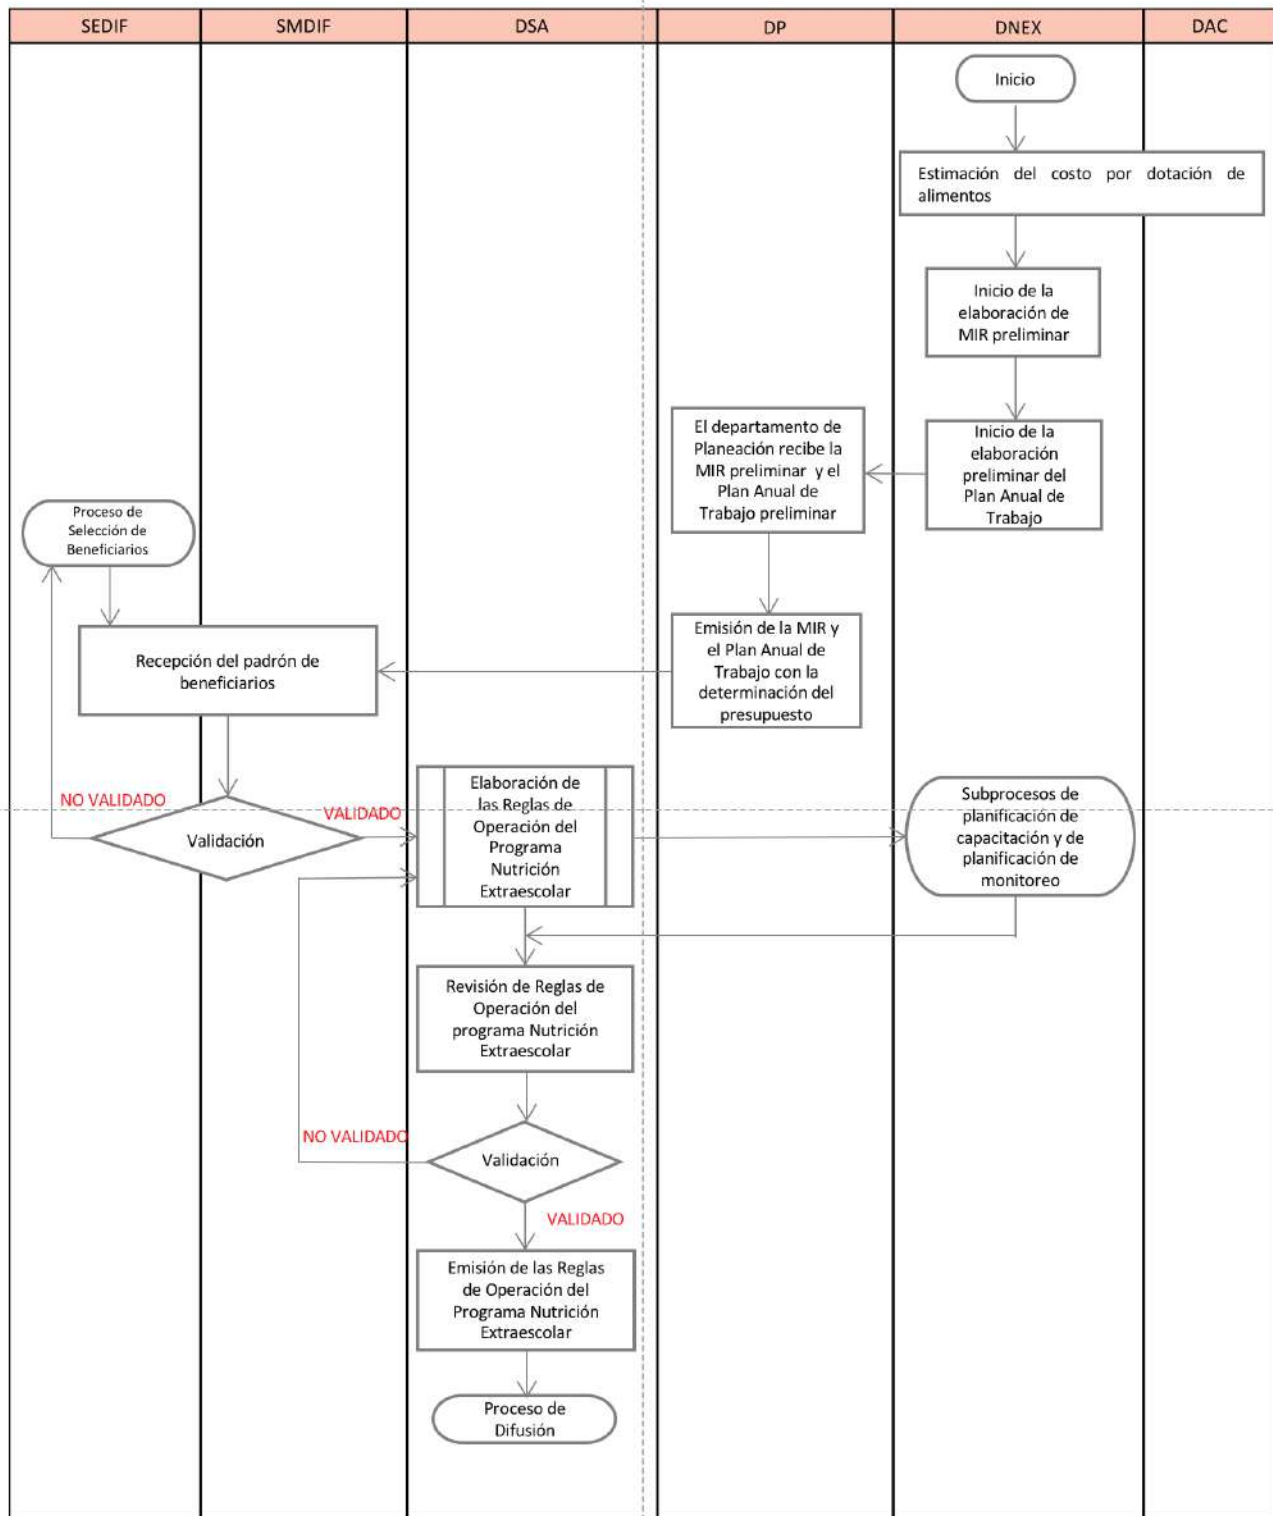 SEDIF
SMDIF
DSA
DP
DNEX
DAC
Inicio
Estimación del costo por dotación de
alimentos
Inicio de la
elaboración de
MIR preliminar
Inicio de la
elaboración
preliminar del
Plan Anual de
Trabajo
El departamento de
Planeación recibe la
MIR preliminar y el
Plan Anual de
Trabajo preliminar
Emisión de la MIR y
el Plan Anual de
Trabajo con la
determinación del
presupuesto
Proceso de
Selección de
Beneficiarios
Recepción del padrón de
beneficiarios
NO VALIDADO
Validación
VALIDADO
Elaboración de
las Reglas de
Operación del
Programa
Nutrición
Extraescolar
Subprocesos de
planificación de
capacitación y de
planificación de
monitoreo
Revisión de Reglas de
Operación del
programa Nutrición
Extraescolar
NO VALIDADO
Validación
VALIDADO
Emisión de las Reglas
de Operación del
Programa Nutrición
Extraescolar
Proceso de
Difusión